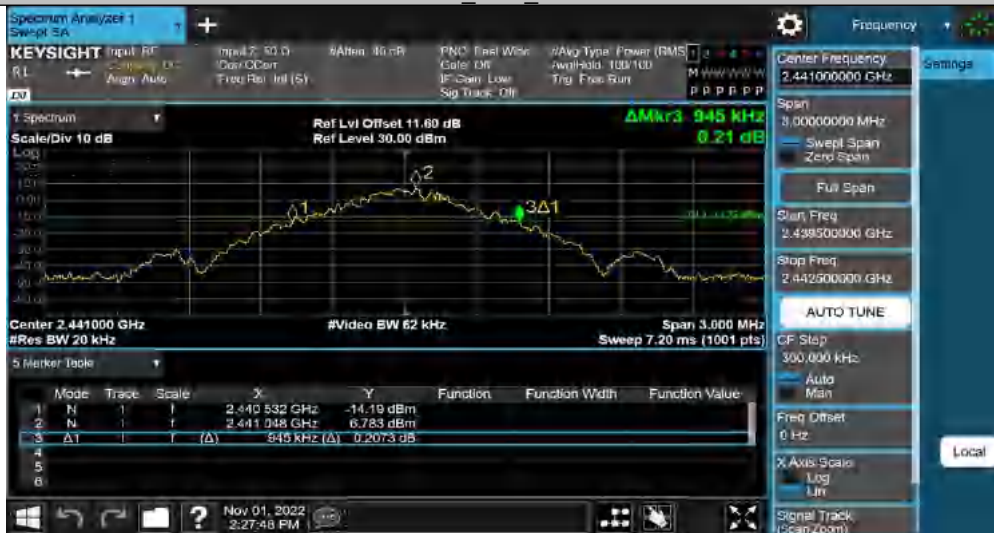 Spectrum Analyzer 1
Swept SA
+
Frequency
KEYSIGHT Input: RF
Input Z: 50 Ω
#Atten: 40 dB
PNO: Fast Wide
#Avg Type: Power (RMS)
Align: Auto
Freq Ref: Int (S)
Gate: Off
Avg|Hold: 100/100
IF Gain: Low
Trig: Free Run
Sig Track: Off
P P P P P P
Center Frequency
2.441000000 GHz
Settings
Span
3.00000000 MHz
Swept Span
Zero Span
Full Span
Start Freq
2.439500000 GHz
Stop Freq
2.442500000 GHz
AUTO TUNE
CF Step
300.000 kHz
Auto
Man
Freq Offset
0 Hz
X Axis Scale
Log
Lin
Signal Track
(Span Zoom)
Local
1 Spectrum
Scale/Div 10 dB
Log
Ref Lvl Offset 11.60 dB
Ref Level 30.00 dBm
ΔMkr3 945 kHz
0.21 dB
1
2
3Δ1
Center 2.441000 GHz
#Res BW 20 kHz
#Video BW 62 kHz
Span 3.000 MHz
Sweep 7.20 ms (1001 pts)
5 Marker Table
Mode Trace Scale X Y Function Function Width Function Value
1 N 1 f 2.440 532 GHz -14.19 dBm
2 N 1 f 2.441 048 GHz 6.783 dBm
3 Δ1 1 f (Δ) 945 kHz (Δ) 0.2073 dB
4
5
6
?
Nov 01, 2022
2:27:48 PM